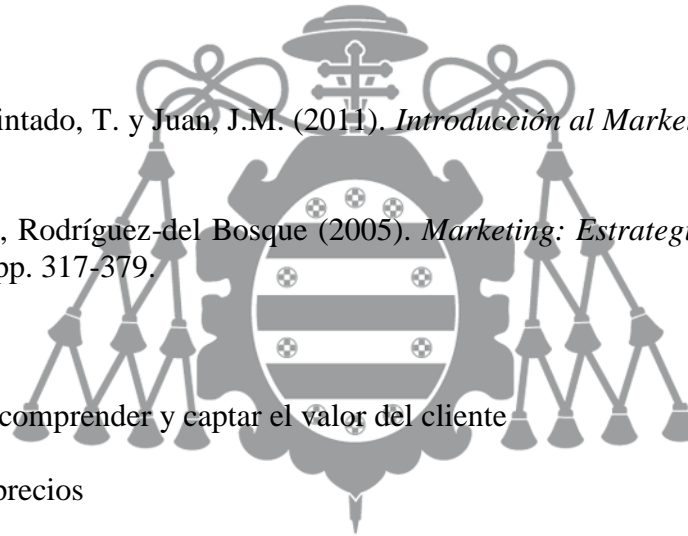 intado, T. y Juan, J.M. (2011). Introducción al Marke
, Rodríguez-del Bosque (2005). Marketing: Estrategi
pp. 317-379.
comprender y captar el valor del cliente
precios